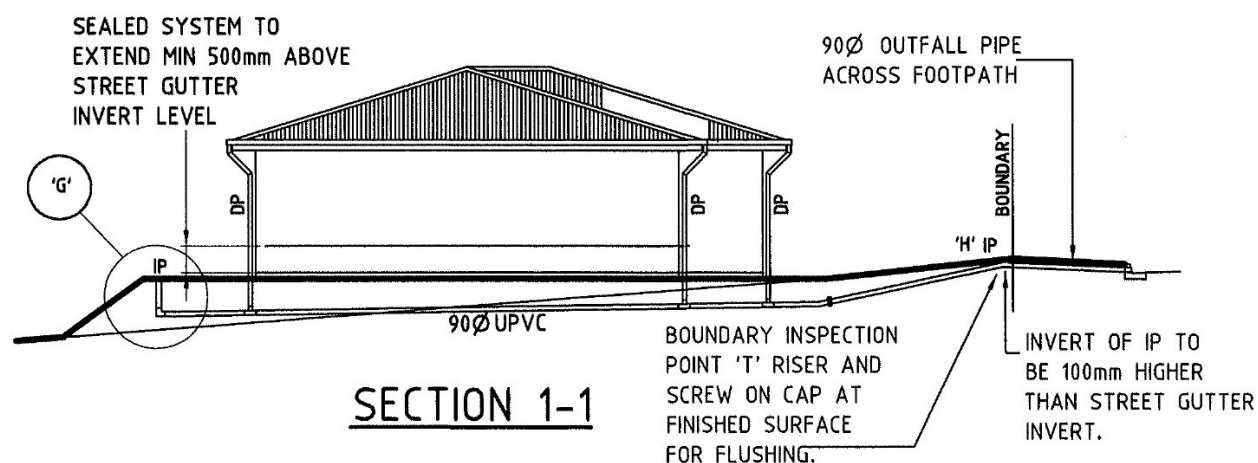 SEALED SYSTEM TO
EXTEND MIN 500mm ABOVE
STREET GUTTER
INVERT LEVEL
90Ø OUTFALL PIPE
ACROSS FOOTPATH
'G'
IP
DP
DP
DP
BOUNDARY
'H' IP
90Ø UPVC
BOUNDARY INSPECTION
POINT 'T' RISER AND
SCREW ON CAP AT
FINISHED SURFACE
FOR FLUSHING.
INVERT OF IP TO
BE 100mm HIGHER
THAN STREET GUTTER
INVERT.
SECTION 1-1